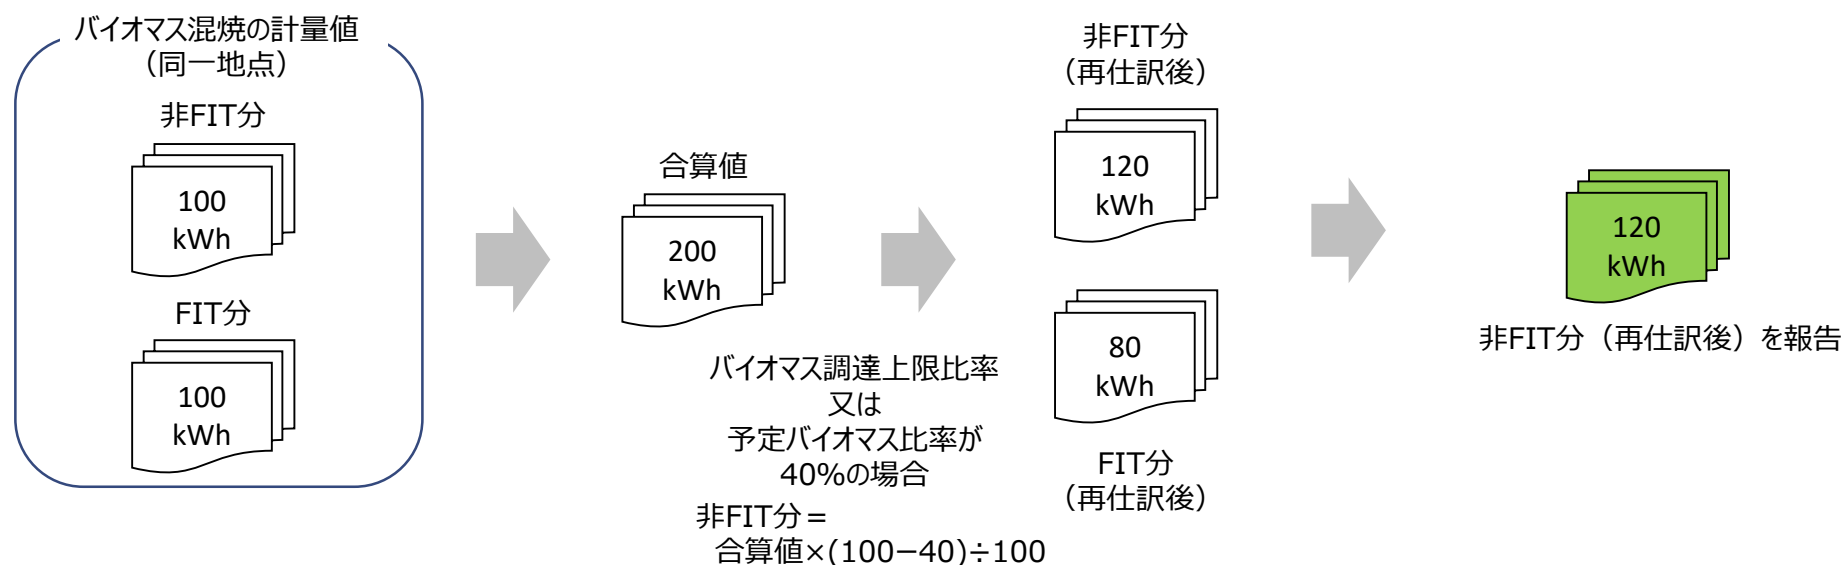 バイオマス混焼の計量値
（同一地点）
非FIT分
100
kWh
FIT分
100
kWh
合算値
200
kWh
バイオマス調達上限比率
又は
予定バイオマス比率が
40%の場合
非FIT分＝
合算値×(100−40)÷100
非FIT分
（再仕訳後）
120
kWh
80
kWh
FIT分
（再仕訳後）
120
kWh
非FIT分（再仕訳後）を報告